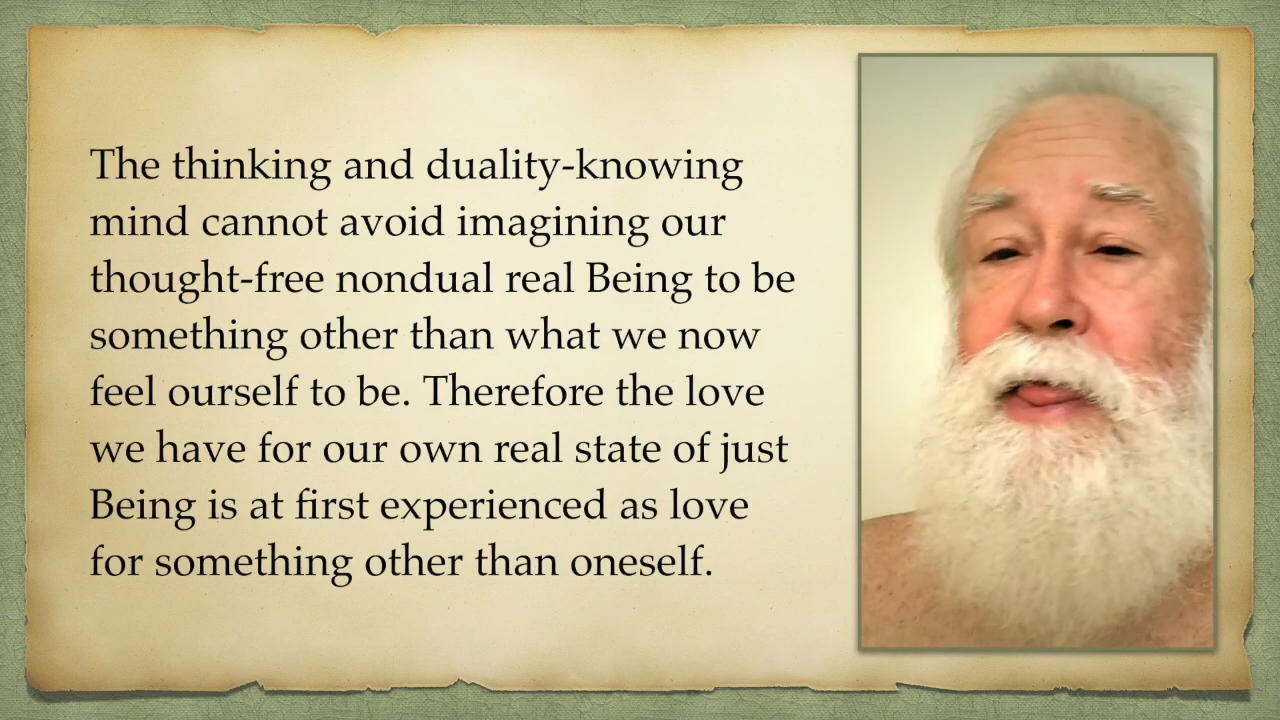 The thinking and duality-knowing
mind cannot avoid imagining our
thought-free nondual real Being to be
something other than what we now
feel ourself to be. Therefore the love
we have for our own real state of just
Being is at first experienced as love
for something other than oneself.